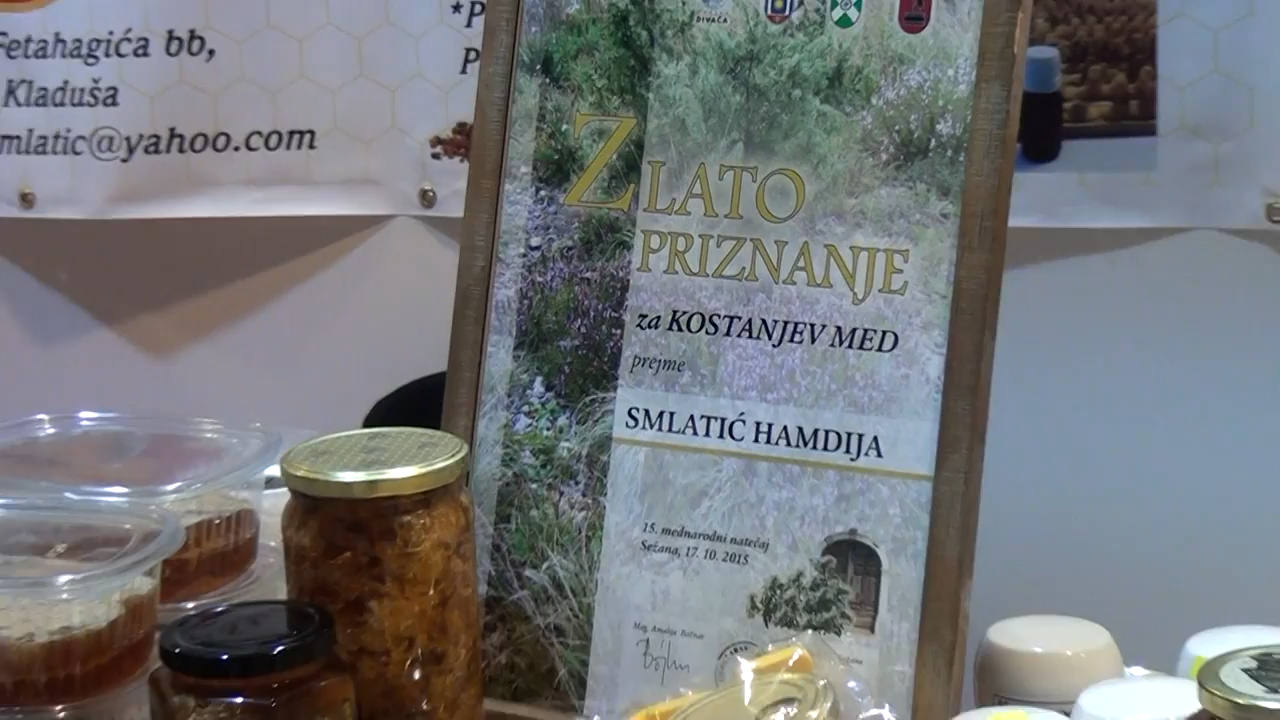 Fetahagića bb,
Kladuša
mlatic@yahoo.com
*P
P
DIVAČA
ZLATO
PRIZNANJE
za KOSTANJEV MED
prejme
SMLATIĆ HAMDIJA
15. mednarodni natečaj
Sežana, 17. 10. 2015